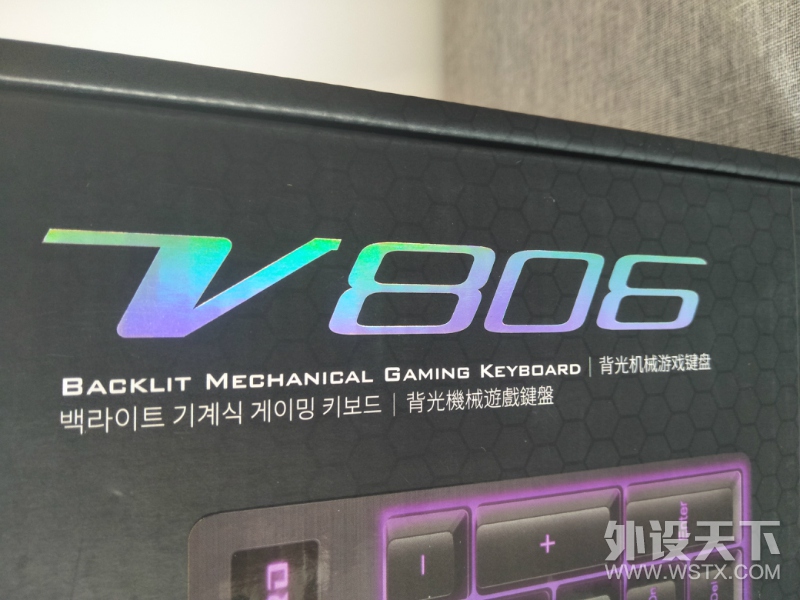 V806
BACKLIT MECHANICAL GAMING KEYBOARD | 背光机械游戏键盘
백라이트 기계식 게이밍 키보드 | 背光機械遊戲鍵盤
Enter
+
-
外设天下
WWW.WSTX.COM